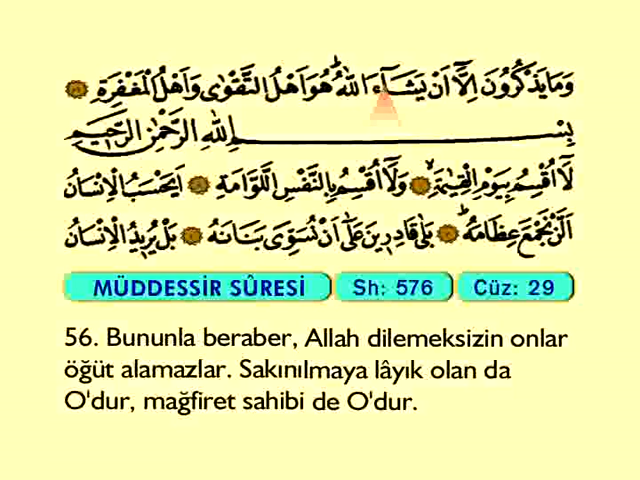 وَمَا يَذْكُرُونَ اِلَّٓا اَنْ يَشَٓاءَ اللّٰهُۜ هُوَ اَهْلُ التَّقْوٰى وَاَهْلُ الْمَغْفِرَةِ
بِسْمِ اللّٰهِ الرَّحْمٰنِ الرَّحٖيمِ
لَٓا اُقْسِمُ بِيَوْمِ الْقِيٰمَةِۙ وَلَٓا اُقْسِمُ بِالنَّفْسِ اللَّوَّامَةِ اَيَحْسَبُ الْاِنْسَانُ
اَلَّنْ نَجْمَعَ عِظَامَهُۜ بَلٰى قَادِرٖينَ عَلٰٓى اَنْ نُسَوِّىَ بَنَانَهُ بَلْ يُرٖيدُ الْاِنْسَانُ
MÜDDESSİR SÛRESİ Sh: 576 Cüz: 29
56. Bununla beraber, Allah dilemeksizin onlar
öğüt alamazlar. Sakınılmaya lâyık olan da
O'dur, mağfiret sahibi de O'dur.